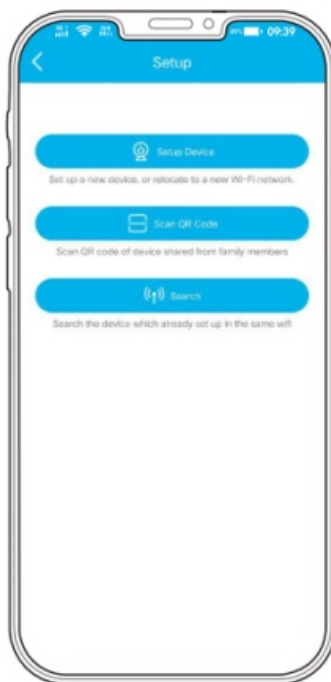 09:39
Setup
Setup Device
Set up a new device, or relocate to a new Wi-Fi network.
Scan QR Code
Scan QR code of device shared from family members
Search
Search the device which already set up in the same wifi